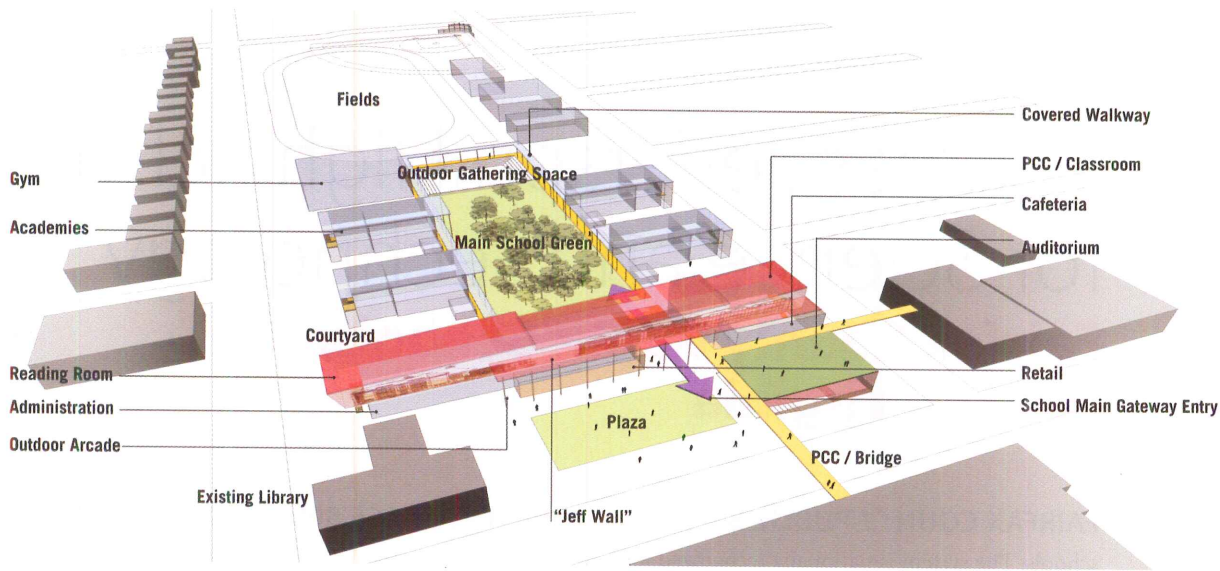 Fields
Covered Walkway
PCC / Classroom
Outdoor Gathering Space
Gym
Cafeteria
Academies
Main School Green
Auditorium
Courtyard
Reading Room
Retail
Administration
School Main Gateway Entry
Plaza
Outdoor Arcade
PCC / Bridge
Existing Library
“Jeff Wall”